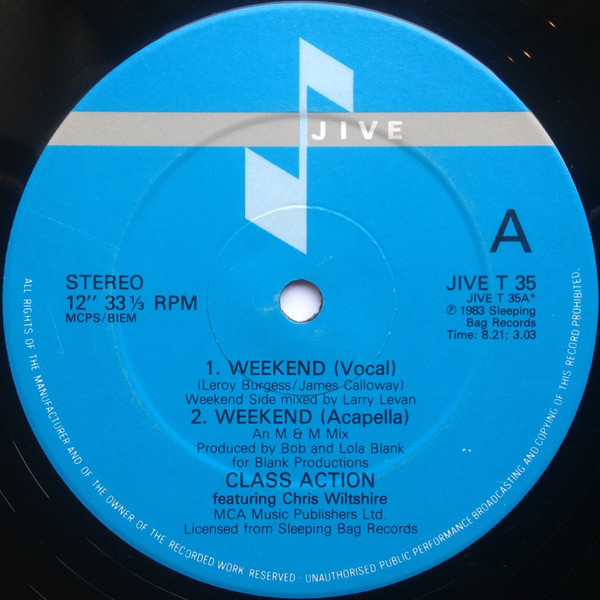 JIVE
A
STEREO
12" 33⅓ RPM
MCPS/BIEM
JIVE T 35
JIVE T 35A*
℗ 1983 Sleeping
Bag Records
Time: 8.21; 3.03
1. WEEKEND (Vocal)
(Leroy Burgess/James Calloway)
Weekend Side mixed by Larry Levan
2. WEEKEND (Acapella)
An M & M Mix
Produced by Bob and Lola Blank
for Blank Productions
CLASS ACTION
featuring Chris Wiltshire
MCA Music Publishers Ltd.
Licensed from Sleeping Bag Records
ALL RIGHTS OF THE MANUFACTURER AND OF THE OWNER OF THE RECORDED WORK RESERVED - UNAUTHORISED PUBLIC PERFORMANCE BROADCASTING AND COPYING OF THIS RECORD PROHIBITED.